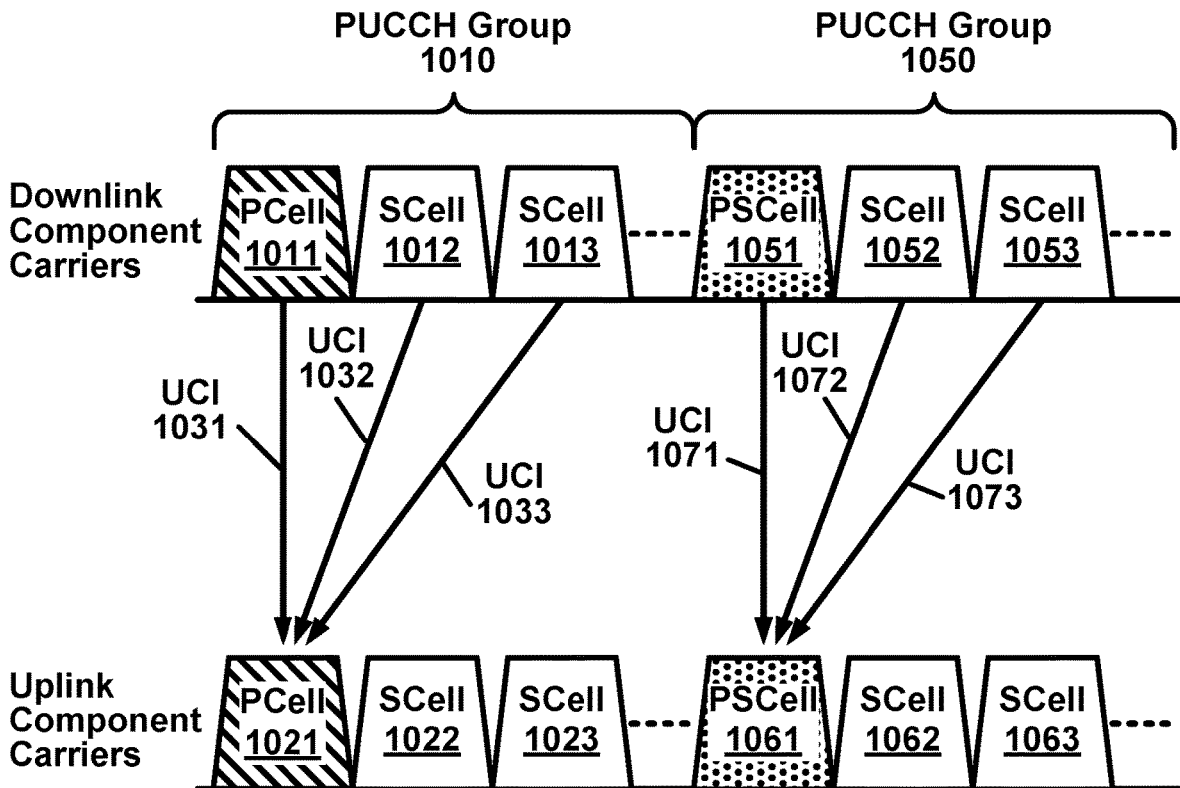 PUCCH Group
1010
PUCCH Group
1050
Downlink
Component
Carriers
PCell
1011
SCell
1012
SCell
1013
PSCell
1051
SCell
1052
SCell
1053
UCI
1031
UCI
1032
UCI
1033
UCI
1071
UCI
1072
UCI
1073
Uplink
Component
Carriers
PCell
1021
SCell
1022
SCell
1023
PSCell
1061
SCell
1062
SCell
1063